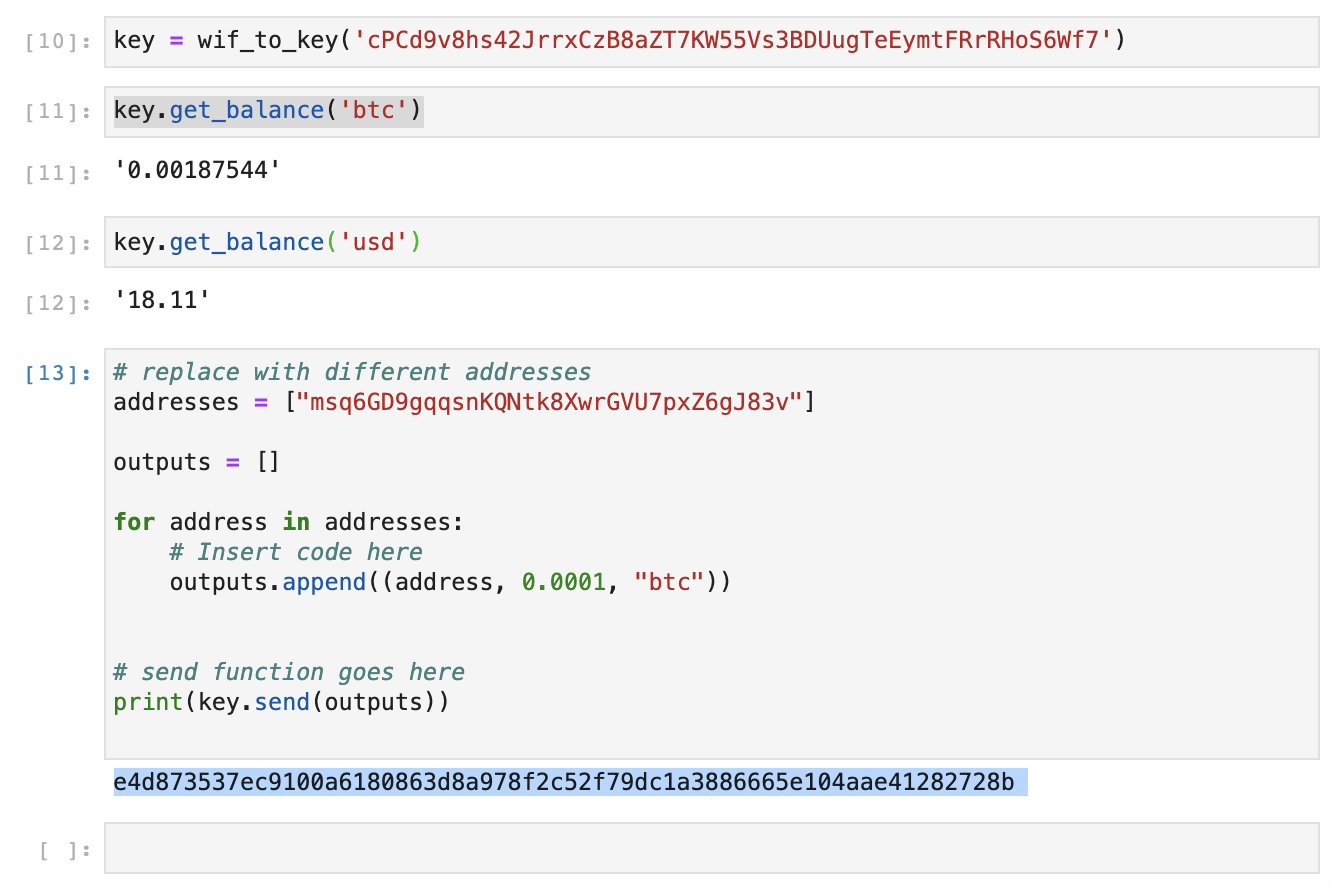 [10]: key = wif_to_key('cPCd9v8hs42JrrxCzB8aZT7KW55Vs3BDUugTeEymtFRrRHoS6Wf7')
[11]: key.get_balance('btc')
[11]: '0.00187544'
[12]: key.get_balance('usd')
[12]: '18.11'
[13]: # replace with different addresses
addresses = ["msq6GD9gqqsnKQNtk8XwrGVU7pxZ6gJ83v"]
outputs = []
for address in addresses:
    # Insert code here
    outputs.append((address, 0.0001, "btc"))
# send function goes here
print(key.send(outputs))
e4d873537ec9100a6180863d8a978f2c52f79dc1a3886665e104aae41282728b
[ ]: